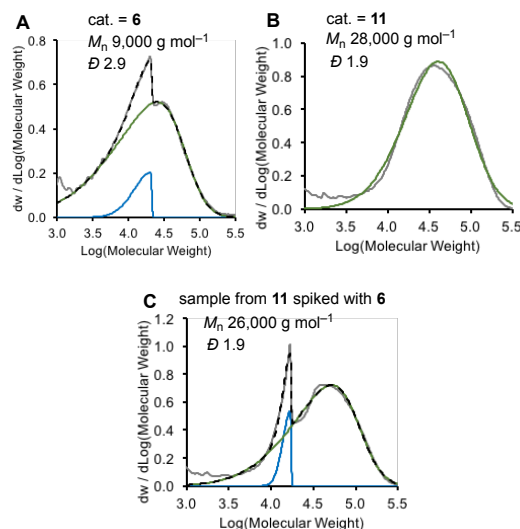 A
cat. = 6
Mn 9,000 g mol–1
Đ 2.9
dw / dLog(Molecular Weight)
0.8
0.6
0.4
0.2
0.0
3.0 3.5 4.0 4.5 5.0 5.5
Log(Molecular Weight)
B
cat. = 11
Mn 28,000 g mol–1
Đ 1.9
dw / dLog(Molecular Weight)
1.0
0.8
0.6
0.4
0.2
0.0
3.0 3.5 4.0 4.5 5.0 5.5
Log(Molecular Weight)
C sample from 11 spiked with 6
Mn 26,000 g mol–1
Đ 1.9
dw / dLog(Molecular Weight)
1.2
1.0
0.8
0.6
0.4
0.2
0.0
3.0 3.5 4.0 4.5 5.0 5.5
Log(Molecular Weight)